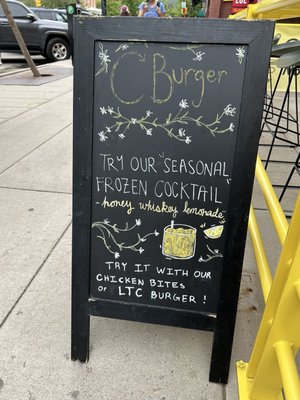 C Burger
TRY OUR "SEASONAL
FROZEN COCKTAIL"
- honey whiskey lemonade
TRY IT WITH OUR
CHICKEN BITES
or LTC BURGER!